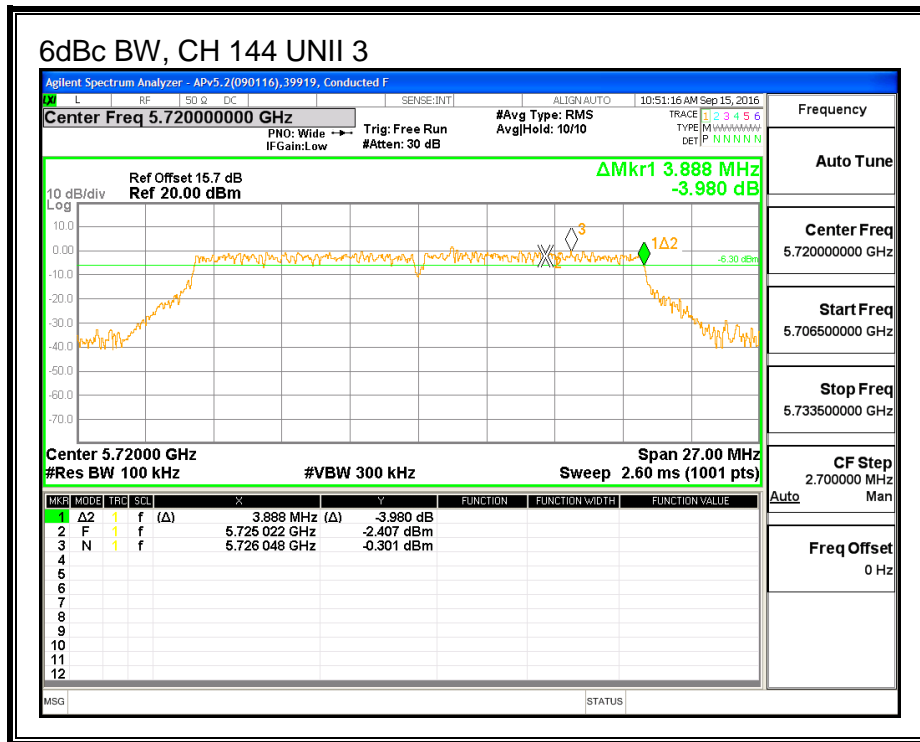 6dBc BW, CH 144 UNII 3
Agilent Spectrum Analyzer - APv5.2(090116),39919, Conducted F
LXI L RF 50 Ω DC SENSE:INT ALIGN AUTO 10:51:16 AM Sep 15, 2016
Center Freq 5.720000000 GHz
PNO: Wide
IFGain:Low
Trig: Free Run
#Atten: 30 dB
#Avg Type: RMS
Avg|Hold: 10/10
TRACE 1 2 3 4 5 6
TYPE M WWWWW
DET P N N N N N
Ref Offset 15.7 dB
10 dB/div Ref 20.00 dBm
Log
ΔMkr1 3.888 MHz
-3.980 dB
10.0
0.00
-10.0
-20.0
-30.0
-40.0
-50.0
-60.0
-70.0
3
1Δ2
2
-6.30 dBm
Center 5.72000 GHz
Span 27.00 MHz
#Res BW 100 kHz
#VBW 300 kHz
Sweep 2.60 ms (1001 pts)
MKR MODE TRC SCL X Y FUNCTION FUNCTION WIDTH FUNCTION VALUE
1 Δ2 1 f (Δ) 3.888 MHz (Δ) -3.980 dB
2 F 1 f 5.725 022 GHz -2.407 dBm
3 N 1 f 5.726 048 GHz -0.301 dBm
4
5
6
7
8
9
10
11
12
MSG
STATUS
Frequency
Auto Tune
Center Freq
5.720000000 GHz
Start Freq
5.706500000 GHz
Stop Freq
5.733500000 GHz
CF Step
2.700000 MHz
Auto Man
Freq Offset
0 Hz